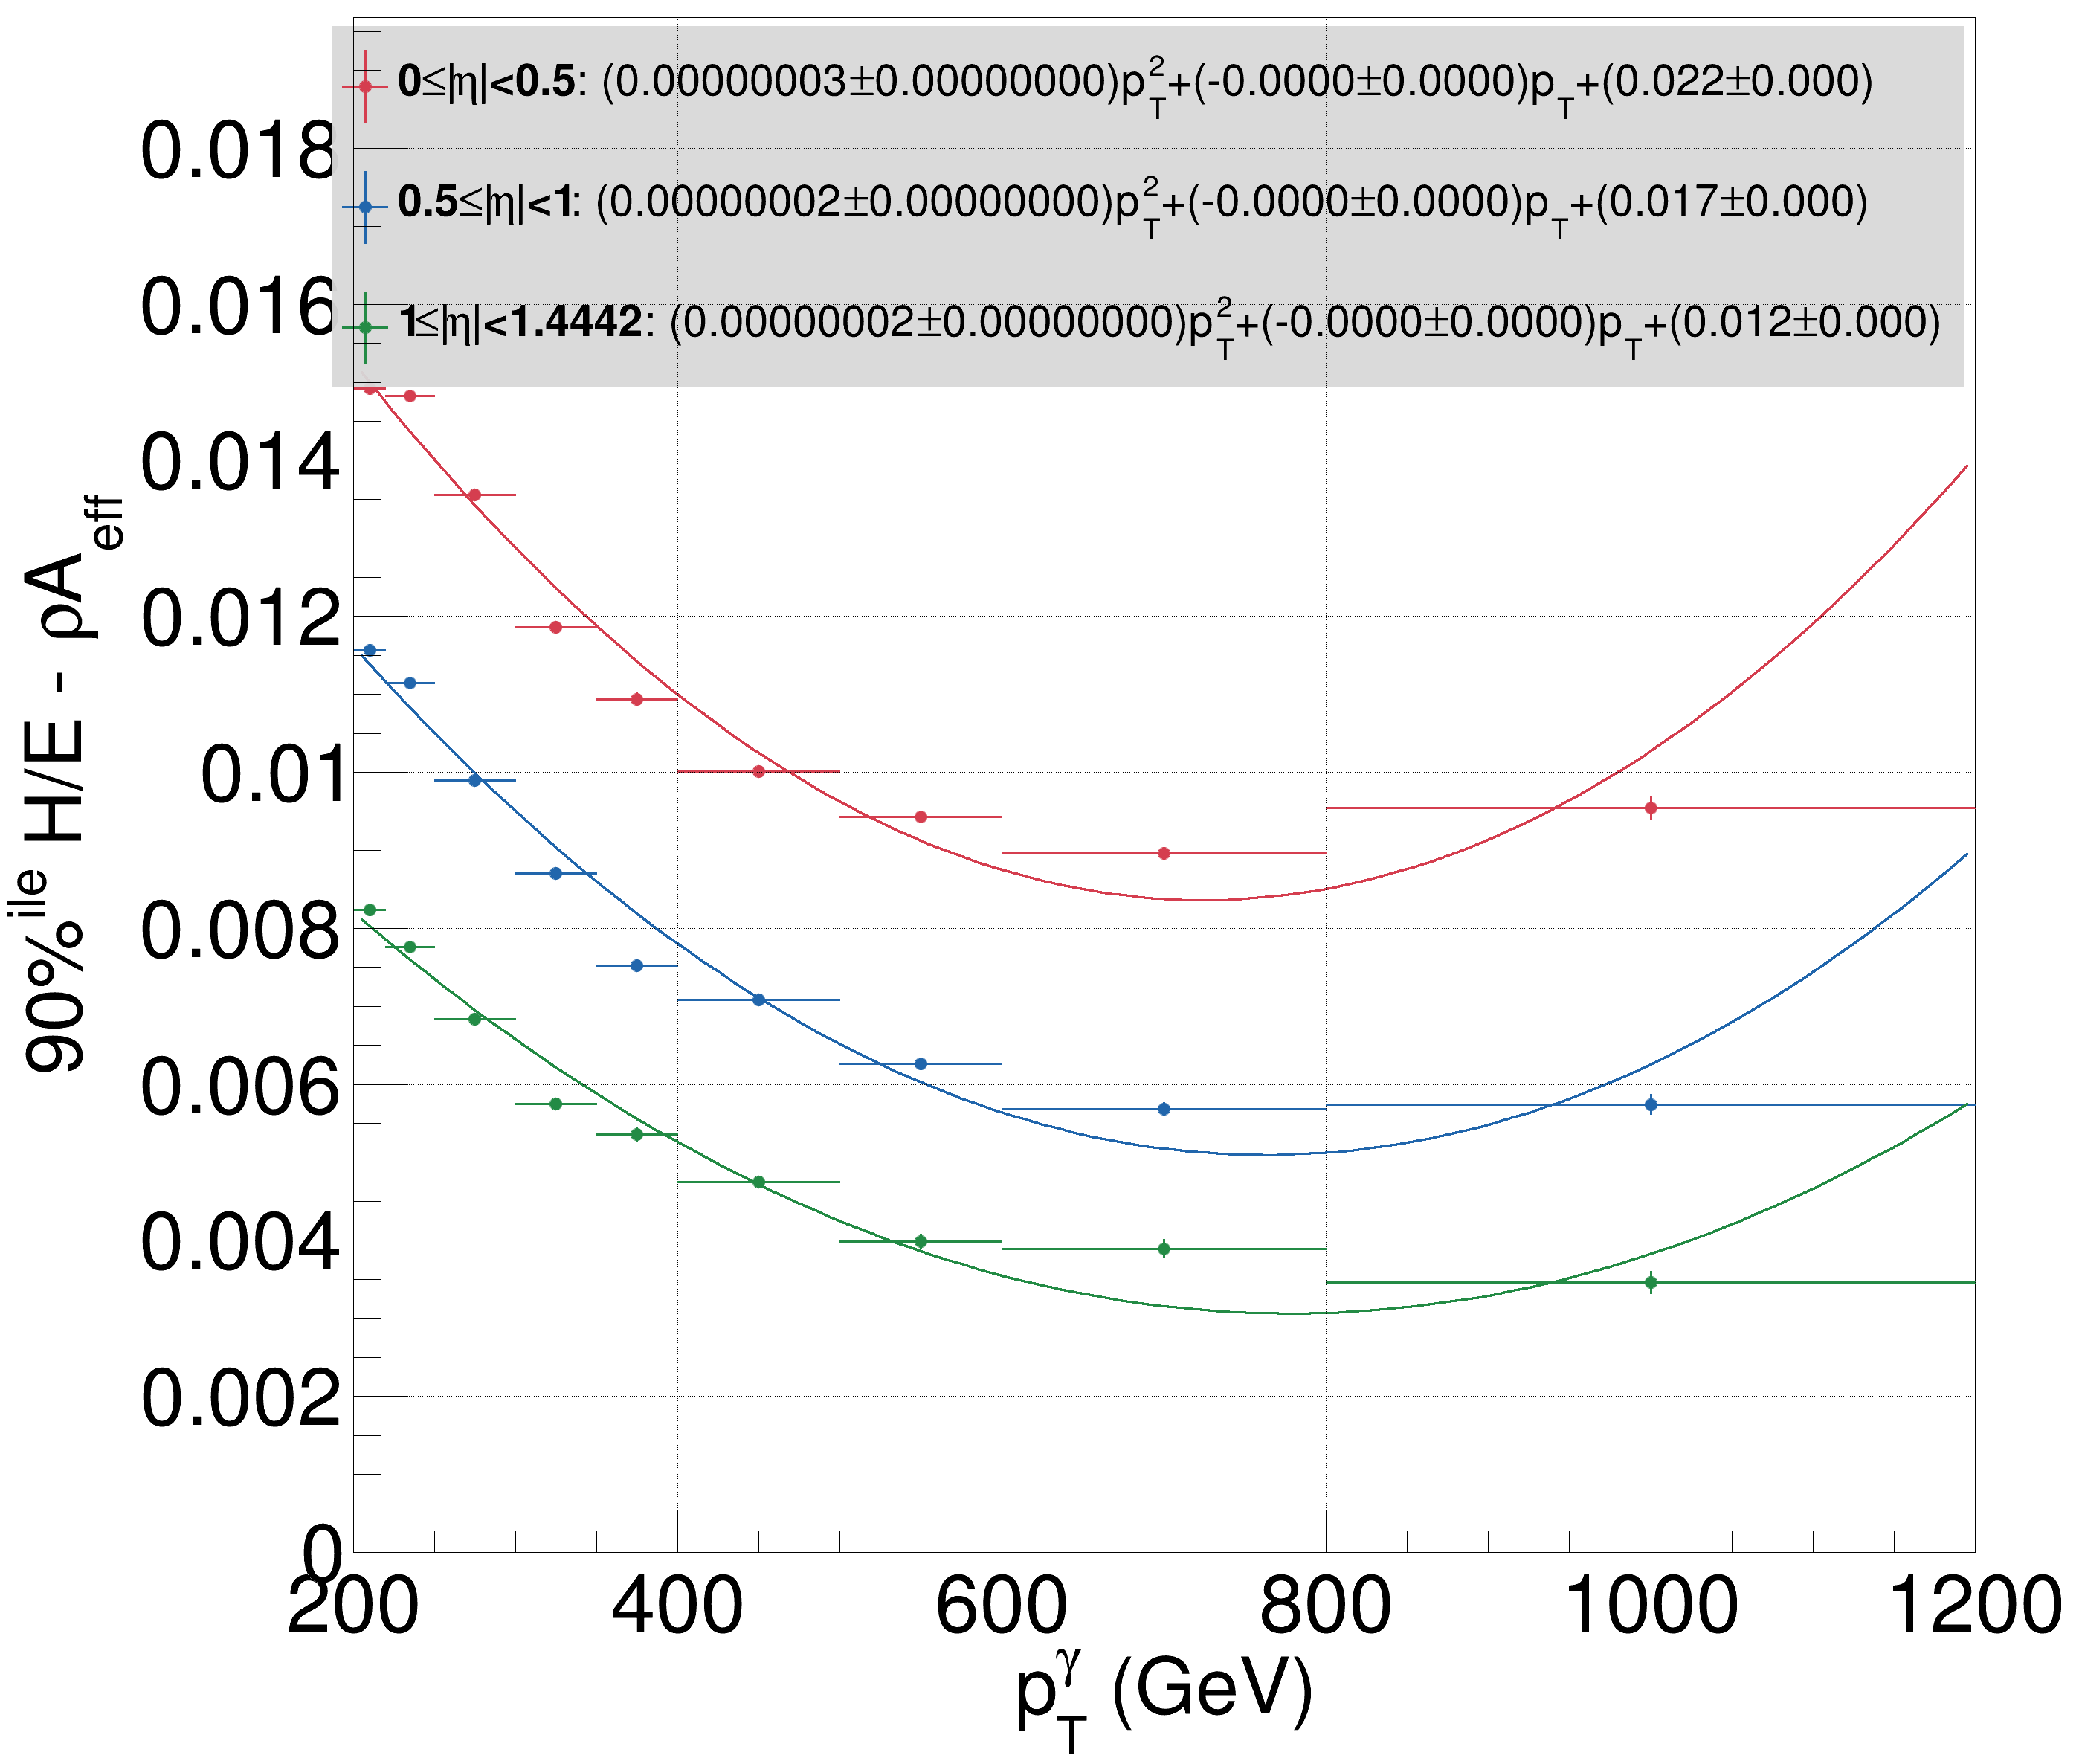 0≤|η|<0.5: (0.00000003±0.00000000)p_T^2+(-0.0000±0.0000)p_T+(0.022±0.000)
0.5≤|η|<1: (0.00000002±0.00000000)p_T^2+(-0.0000±0.0000)p_T+(0.017±0.000)
1≤|η|<1.4442: (0.00000002±0.00000000)p_T^2+(-0.0000±0.0000)p_T+(0.012±0.000)
0.018
0.016
0.014
0.012
0.01
0.008
0.006
0.004
0.002
0
90%^ile H/E - ρA_eff
200 400 600 800 1000 1200
p_T^γ (GeV)